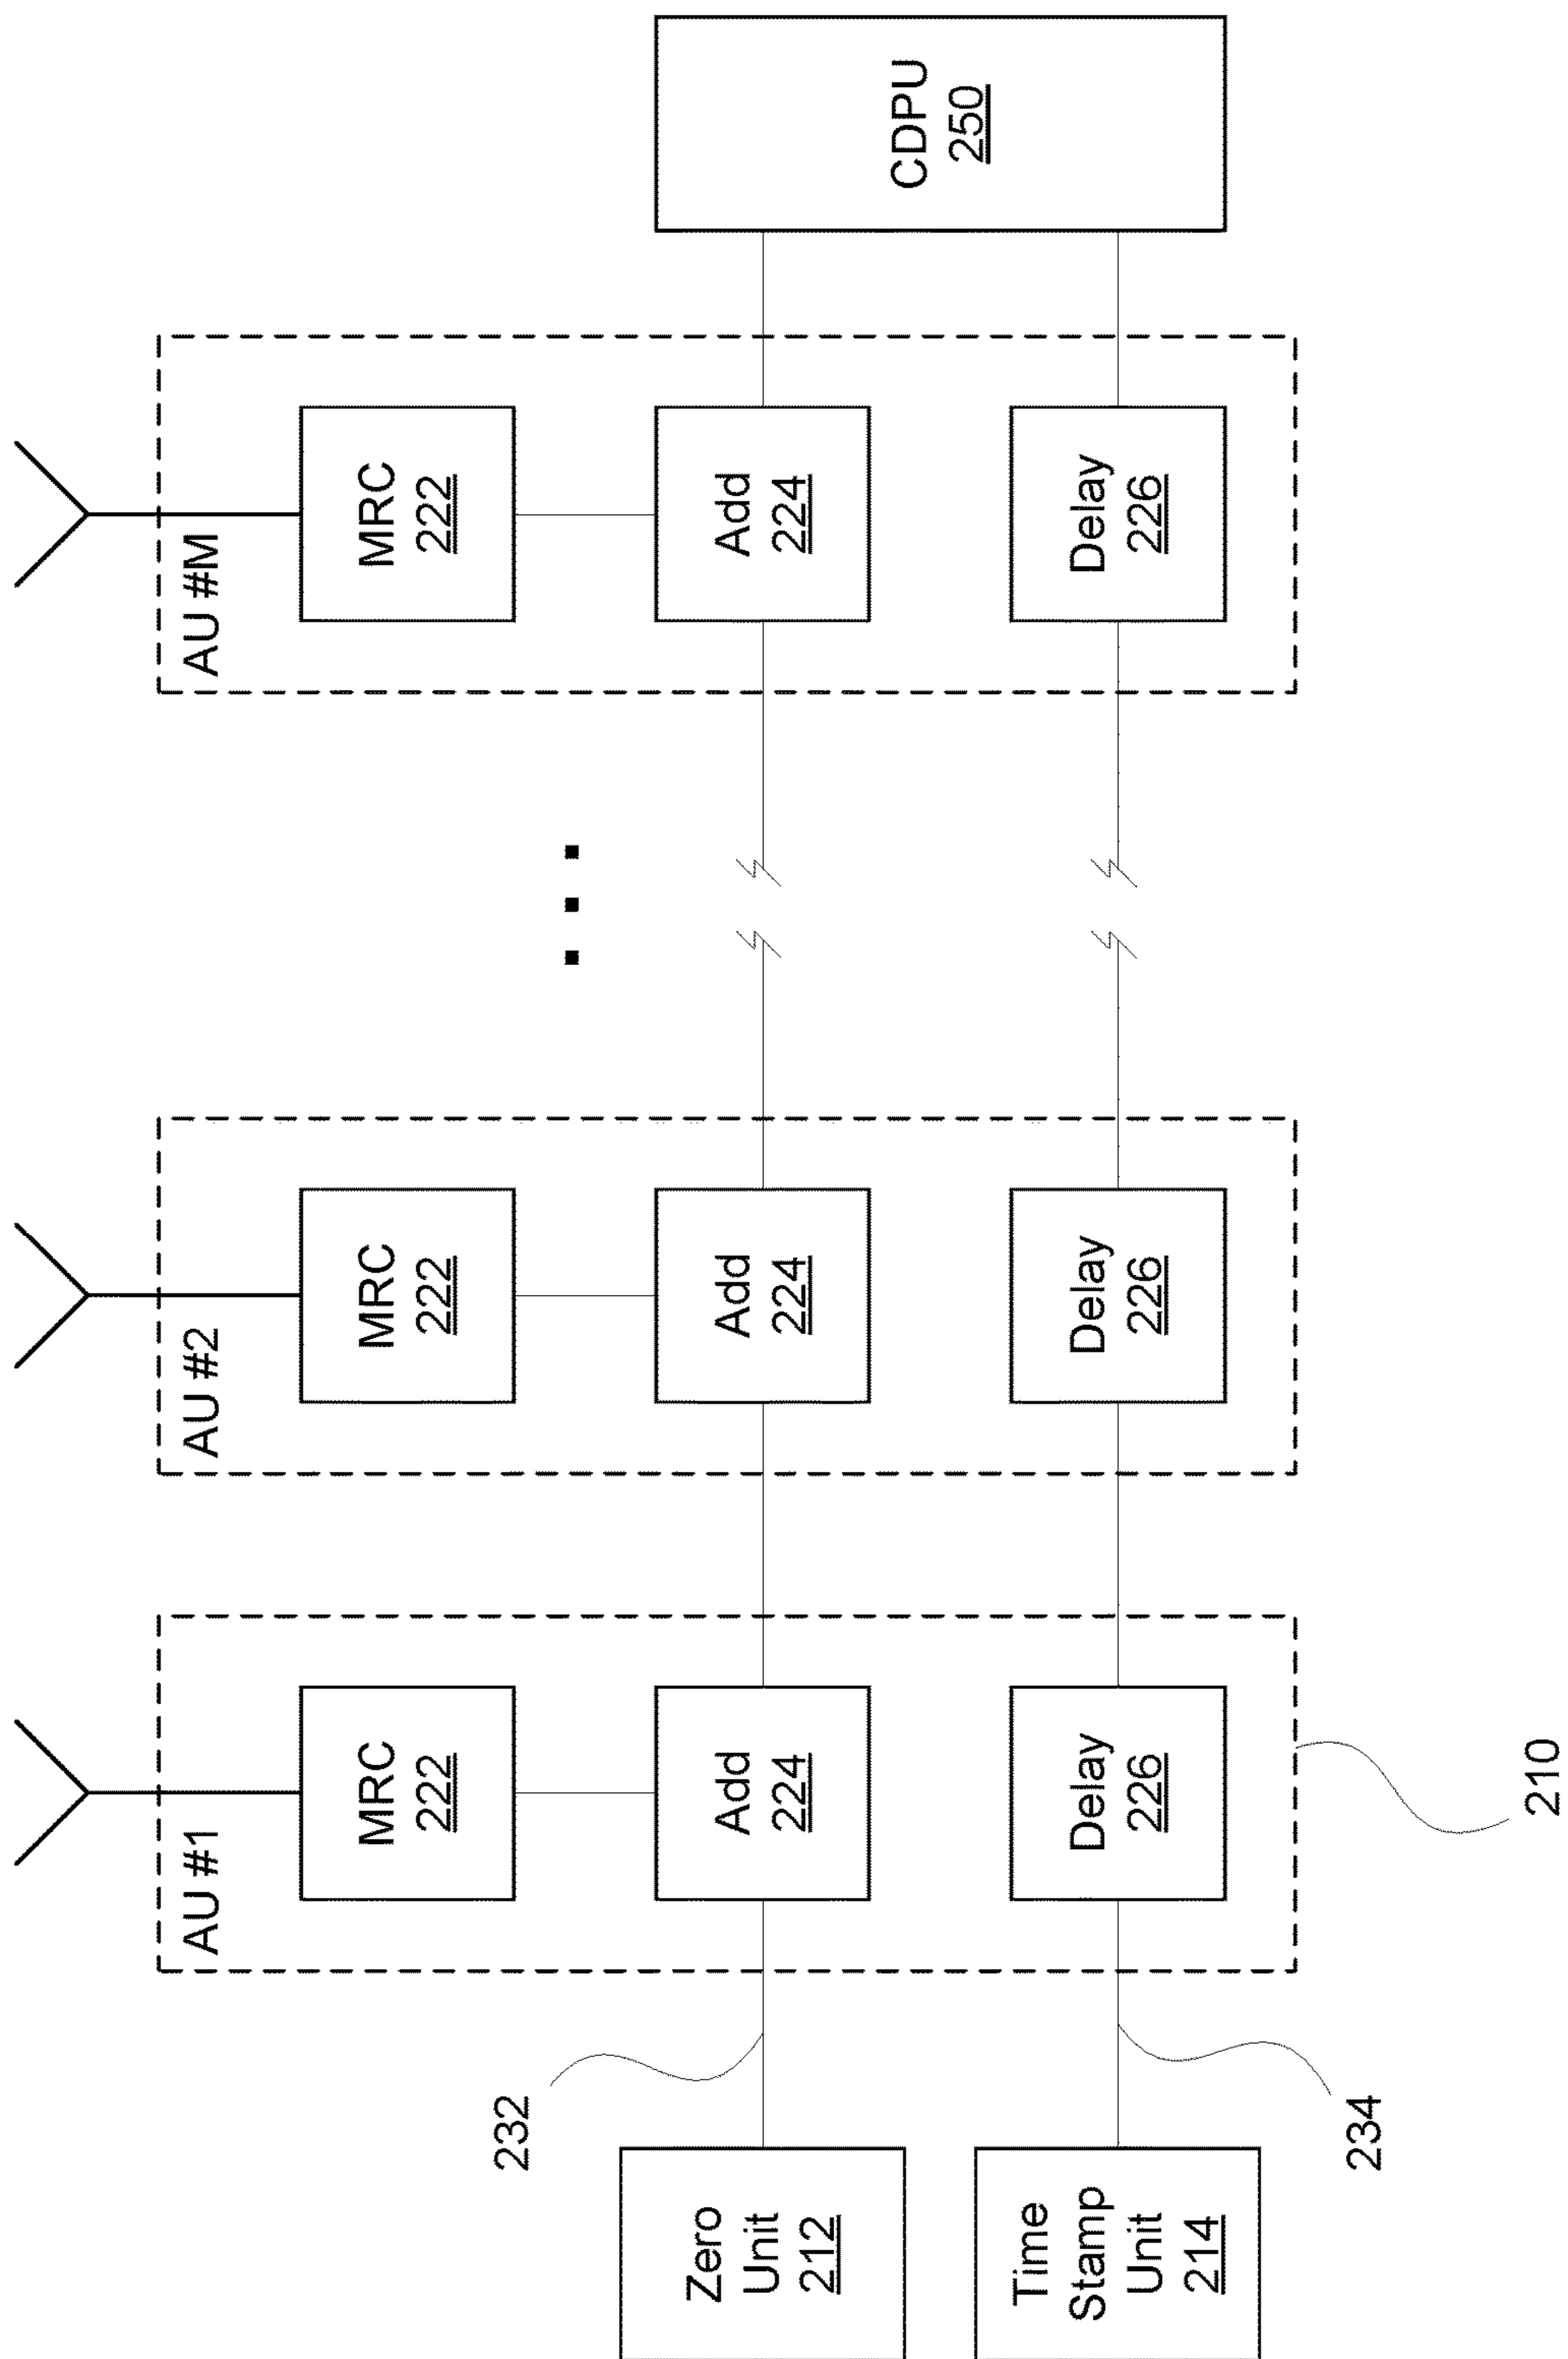 AU #1
AU #2
AU #M
MRC
222
MRC
222
MRC
222
232
Zero
Unit
212
Add
224
Add
224
Add
224
CDPU
250
Time
Stamp
Unit
214
Delay
226
Delay
226
Delay
226
234
210